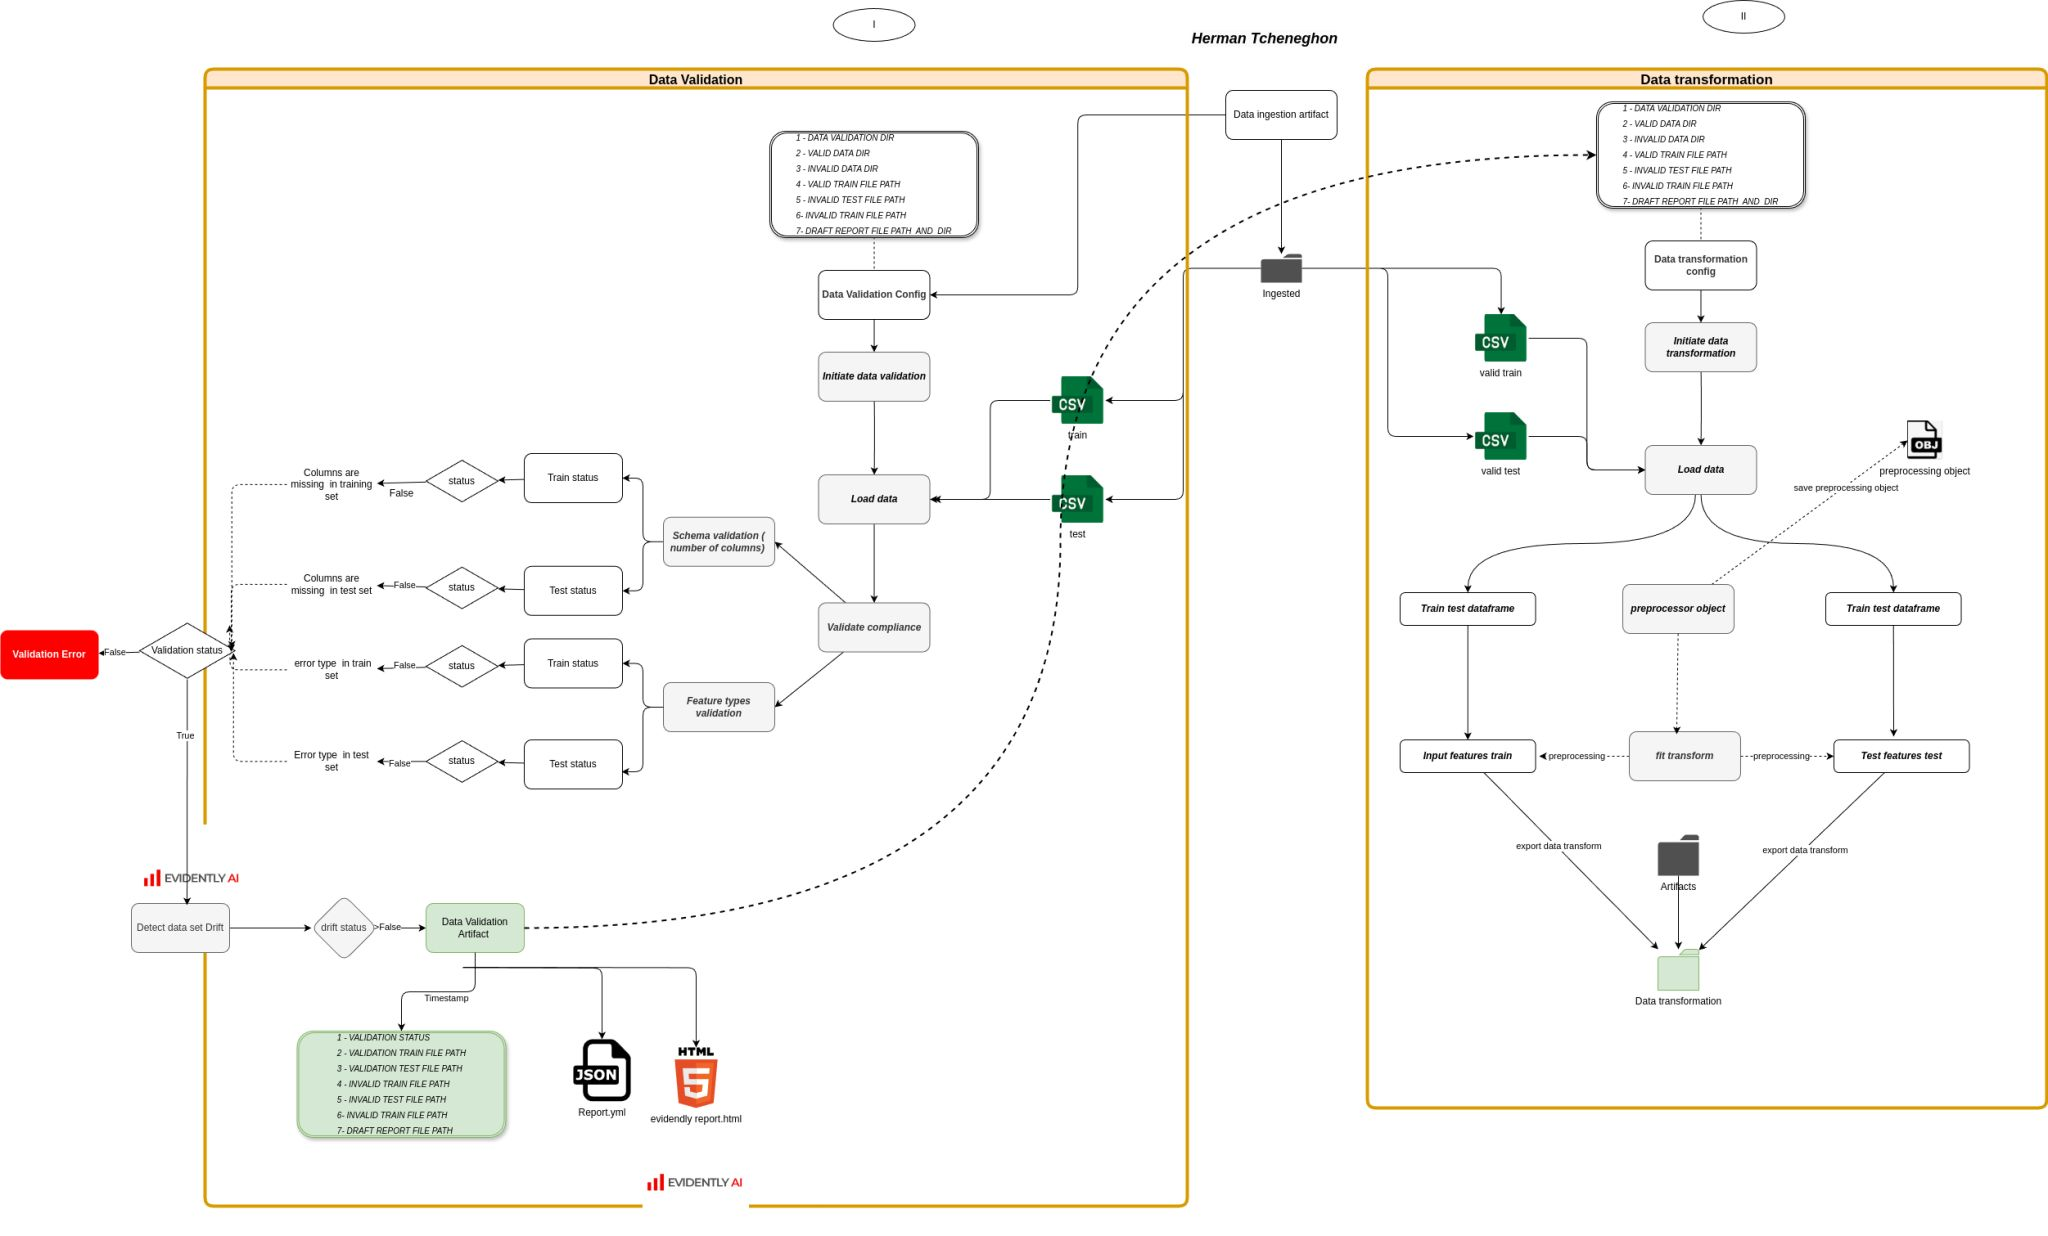 I
II
Herman Tcheneghon
Data Validation
Data ingestion artifact
1 - DATA VALIDATION DIR
2 - VALID DATA DIR
3 - INVALID DATA DIR
4 - VALID TRAIN FILE PATH
5 - INVALID TEST FILE PATH
6- INVALID TRAIN FILE PATH
7- DRAFT REPORT FILE PATH AND DIR
Data Validation Config
Ingested
Initiate data validation
CSV
train
Load data
CSV
test
Schema validation (
number of columns)
Validate compliance
Feature types
validation
Train status
status
False
Columns are
missing in training
set
Test status
status
False
Columns are
missing in test set
Train status
status
False
error type in train
set
Test status
status
False
Error type in test
set
Validation status
False
Validation Error
True
EVIDENTLY AI
Detect data set Drift
drift status
>False
Data Validation
Artifact
Timestamp
1 - VALIDATION STATUS
2 - VALIDATION TRAIN FILE PATH
3 - VALIDATION TEST FILE PATH
4 - INVALID TRAIN FILE PATH
5 - INVALID TEST FILE PATH
6- INVALID TRAIN FILE PATH
7- DRAFT REPORT FILE PATH
JSON
Report.yml
HTML
5
evidendly report.html
EVIDENTLY AI
Data transformation
1 - DATA VALIDATION DIR
2 - VALID DATA DIR
3 - INVALID DATA DIR
4 - VALID TRAIN FILE PATH
5 - INVALID TEST FILE PATH
6- INVALID TRAIN FILE PATH
7- DRAFT REPORT FILE PATH AND DIR
Data transformation
config
Initiate data
transformation
CSV
valid train
CSV
valid test
Load data
OBJ
preprocessing object
save preprocessing object
Train test dataframe
preprocessor object
Train test dataframe
Input features train
preprocessing
fit transform
preprocessing
Test features test
export data transform
export data transform
Artifacts
Data transformation